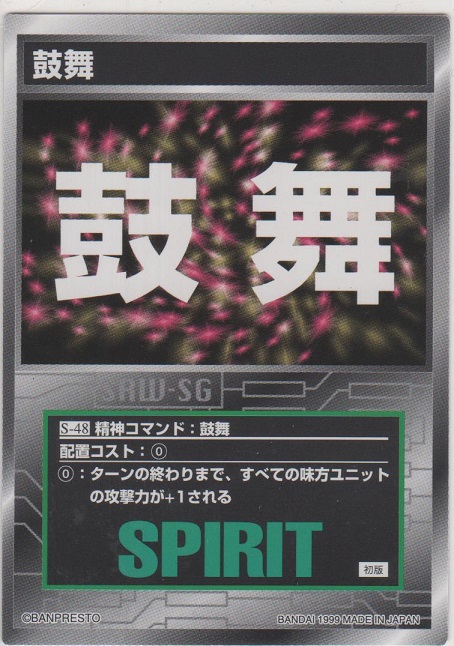 鼓舞
鼓舞
SRW-SG
S-48 精神コマンド：鼓舞
配置コスト：⓪
⓪：ターンの終わりまで、すべての味方ユニット
の攻撃力が+1される
SPIRIT
初版
©BANPRESTO
BANDAI 1999 MADE IN JAPAN